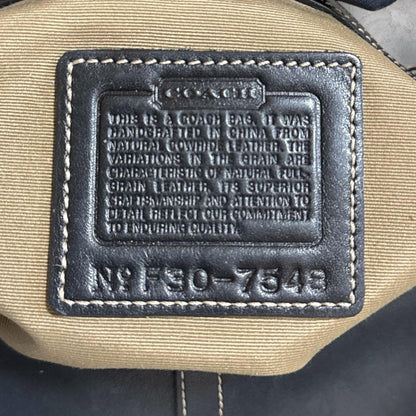 COACH
THIS IS A COACH BAG. IT WAS
HANDCRAFTED IN CHINA FROM
NATURAL COWHIDE LEATHER. THE
VARIATIONS IN THE GRAIN ARE
CHARACTERISTIC OF NATURAL FULL
GRAIN LEATHER. ITS SUPERIOR
CRAFTSMANSHIP AND ATTENTION TO
DETAIL REFLECT OUR COMMITMENT
TO ENDURING QUALITY.
Nº F30-7543